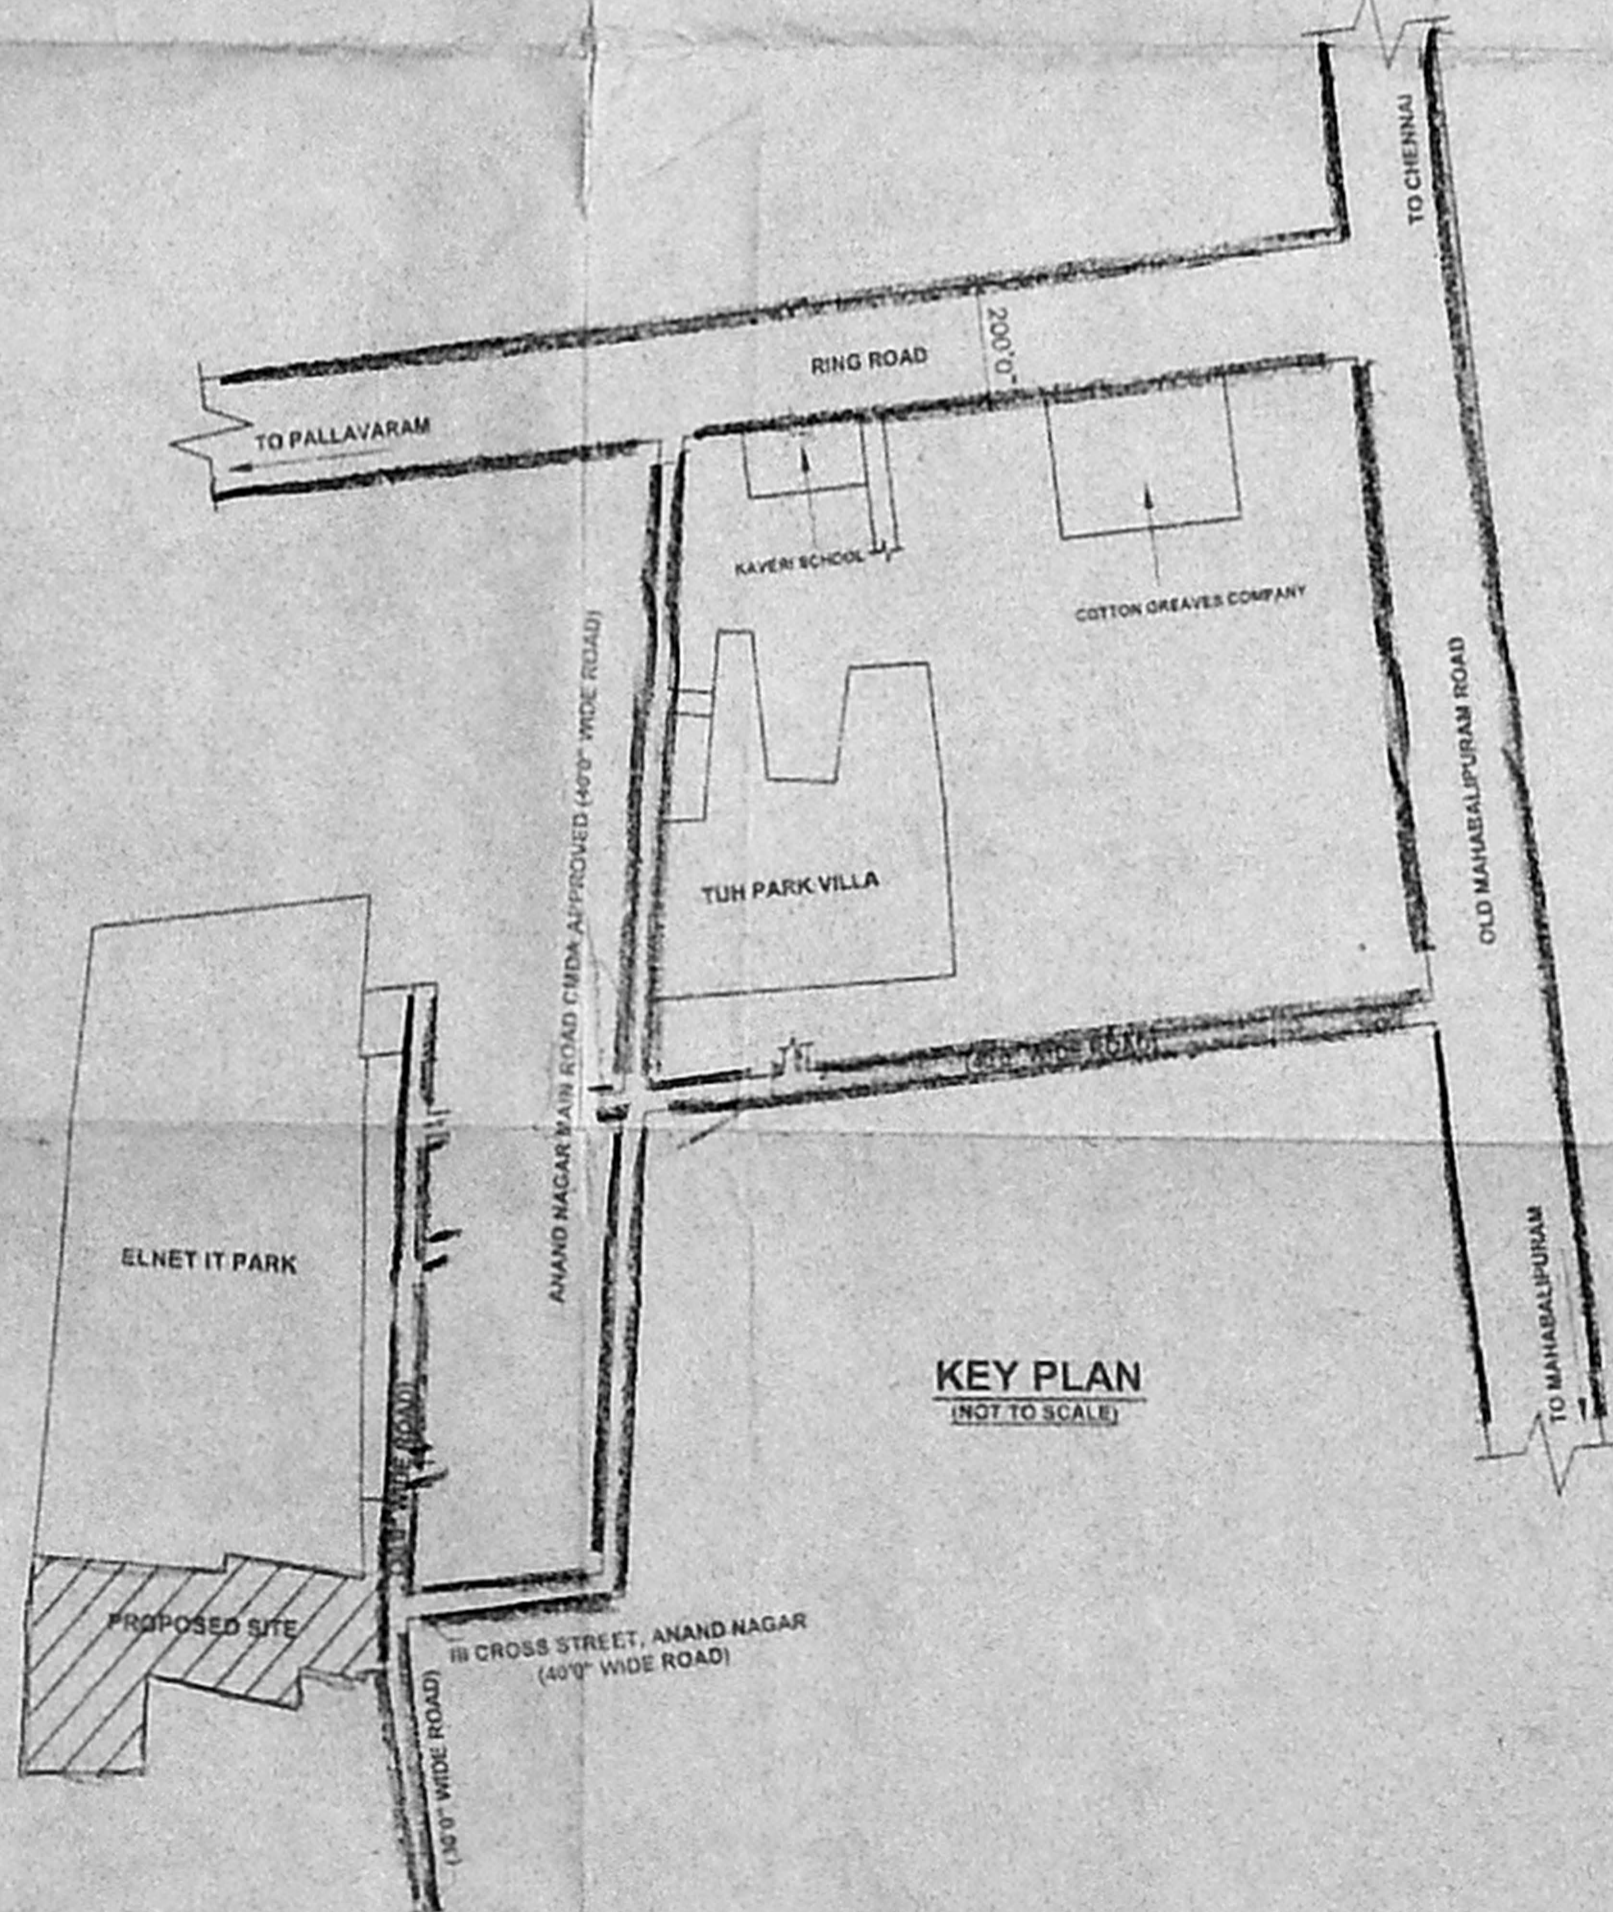 TO CHENNAI
200'0"
RING ROAD
TO PALLAVARAM
KAVERI SCHOOL
COTTON GREAVES COMPANY
ANAND NAGAR MAIN ROAD CMDA APPROVED (40'0" WIDE ROAD)
OLD MAHABALIPURAM ROAD
TUH PARK VILLA
WIDE ROAD)
ELNET IT PARK
TO MAHABALIPURAM
KEY PLAN
(NOT TO SCALE)
WIDE ROAD)
PROPOSED SITE
III CROSS STREET, ANAND NAGAR
(40'0" WIDE ROAD)
(30'0" WIDE ROAD)